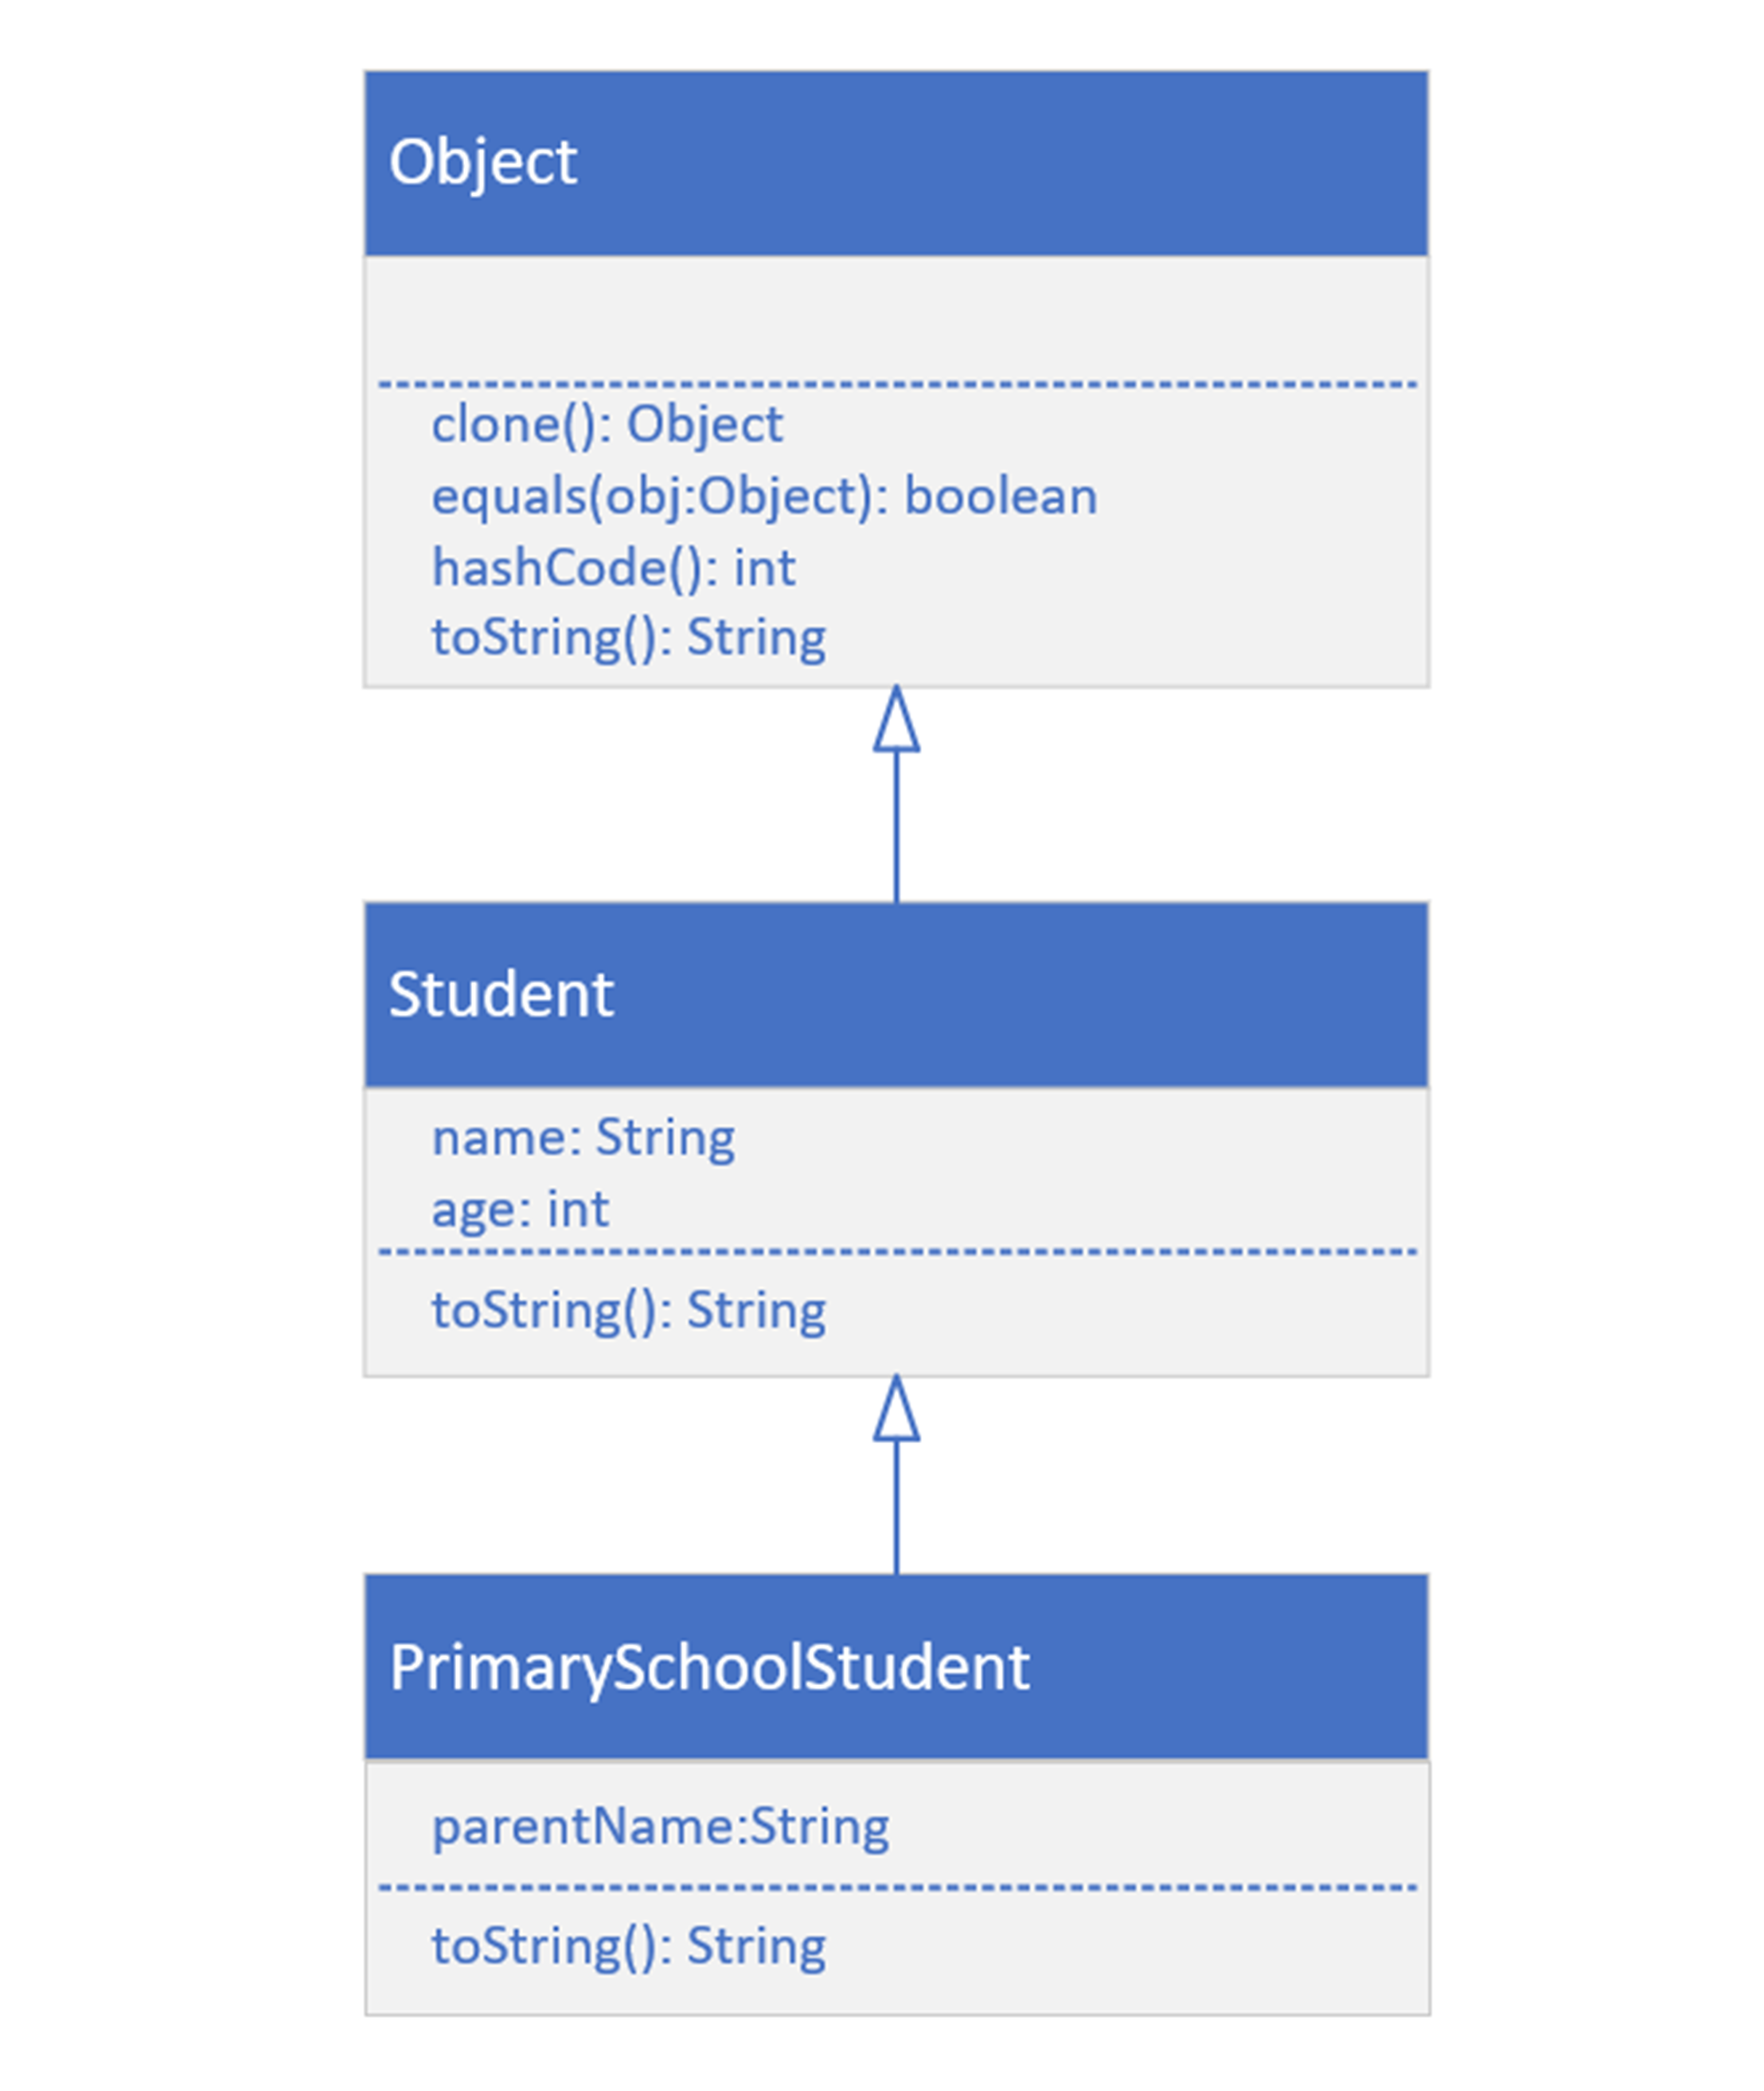 Object
clone(): Object
equals(obj:Object): boolean
hashCode(): int
toString(): String
Student
name: String
age: int
toString(): String
PrimarySchoolStudent
parentName:String
toString(): String